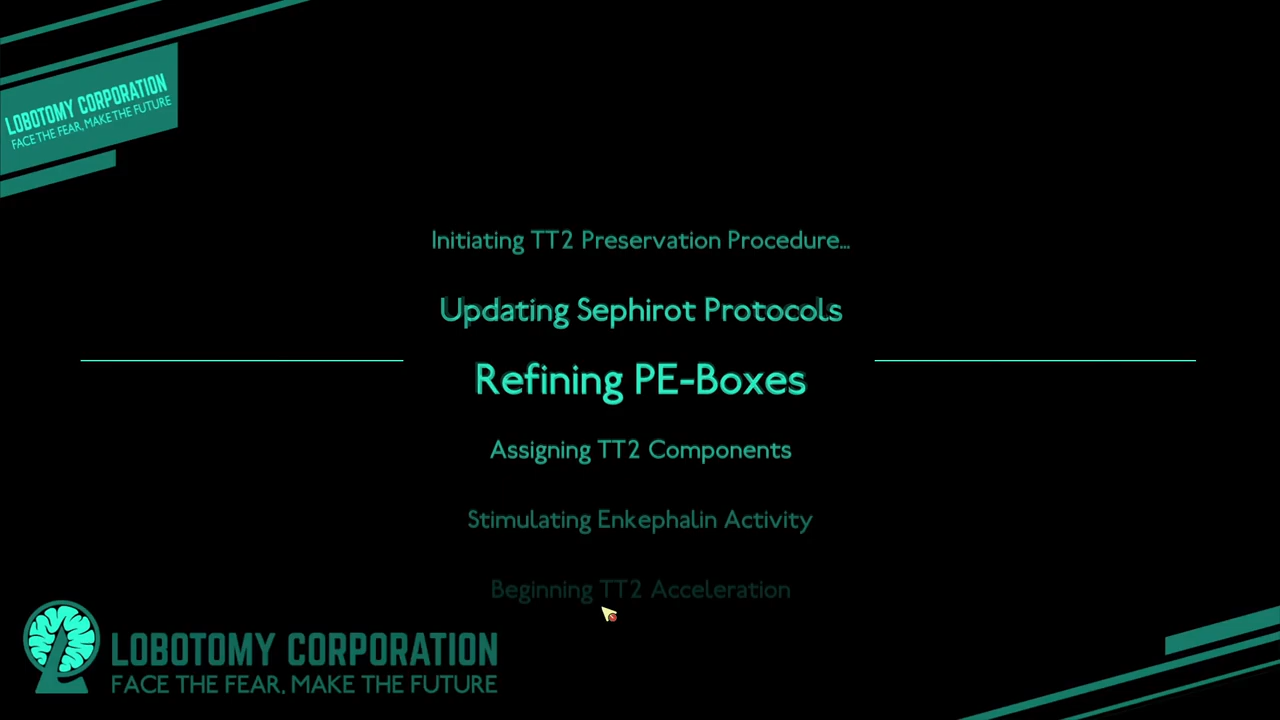 LOBOTOMY CORPORATION
FACE THE FEAR, MAKE THE FUTURE
Initiating TT2 Preservation Procedure...
Updating Sephirot Protocols
Refining PE-Boxes
Assigning TT2 Components
Stimulating Enkephalin Activity
Beginning TT2 Acceleration
LOBOTOMY CORPORATION
FACE THE FEAR, MAKE THE FUTURE